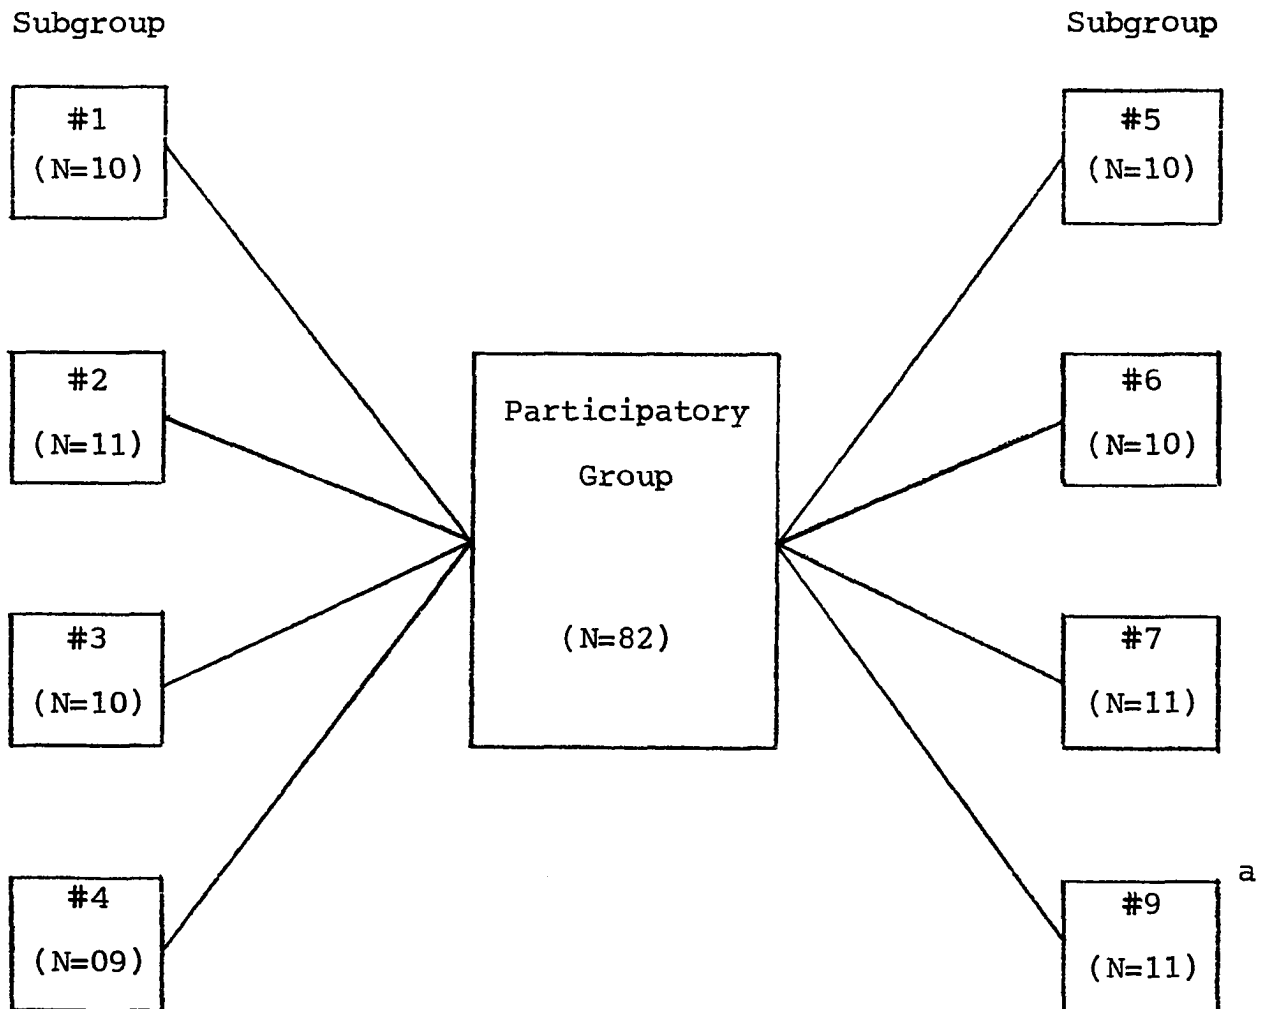 Subgroup
#1
(N=10)
#2
(N=11)
#3
(N=10)
#4
(N=09)
Participatory
Group
(N=82)
Subgroup
#5
(N=10)
#6
(N=10)
#7
(N=11)
#9
(N=11)
a